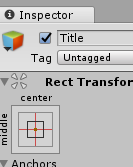 Inspector
Title
Tag Untagged
Rect Transfor
center
middle
Anchors